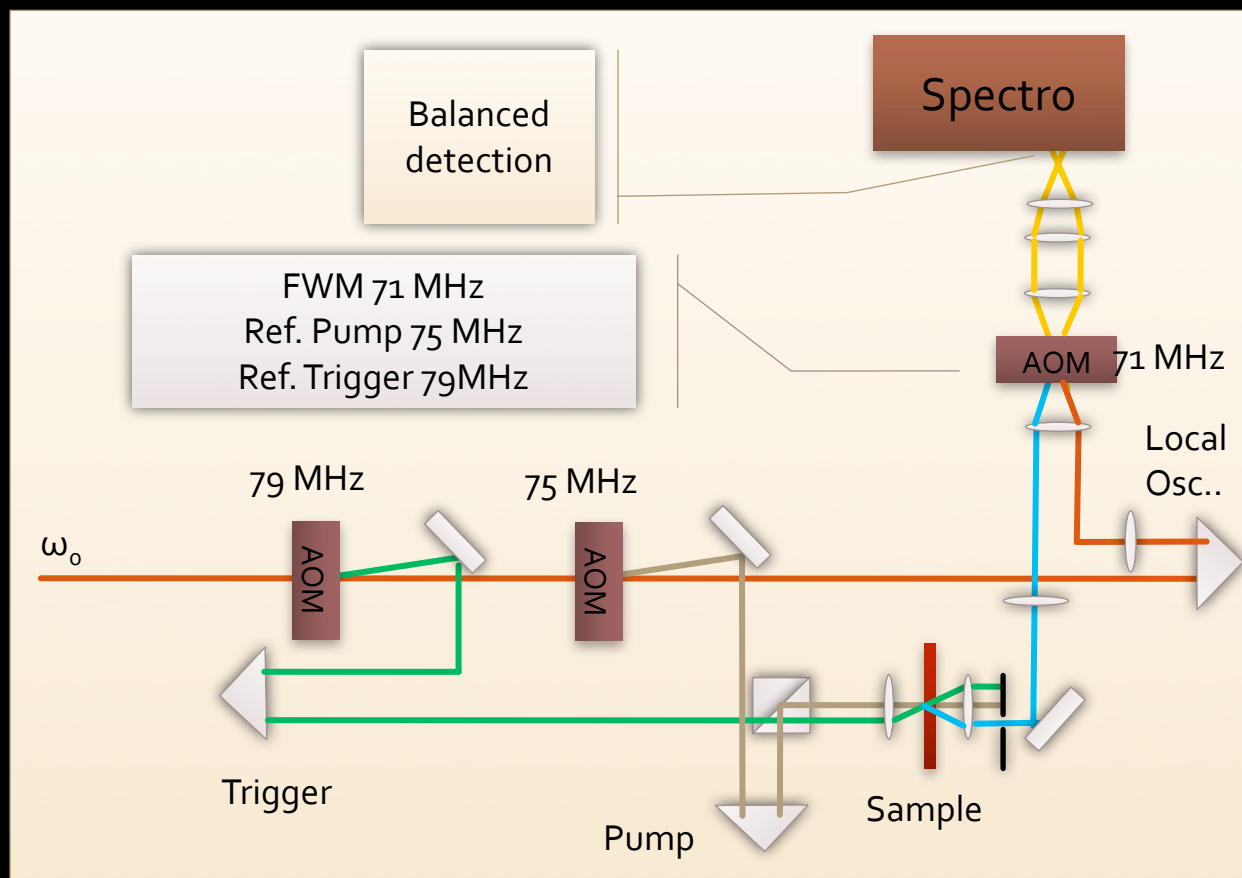 Balanced
detection
Spectro
FWM 71 MHz
Ref. Pump 75 MHz
Ref. Trigger 79MHz
AOM
71 MHz
Local
Osc..
79 MHz
75 MHz
ω₀
AOM
AOM
Trigger
Pump
Sample